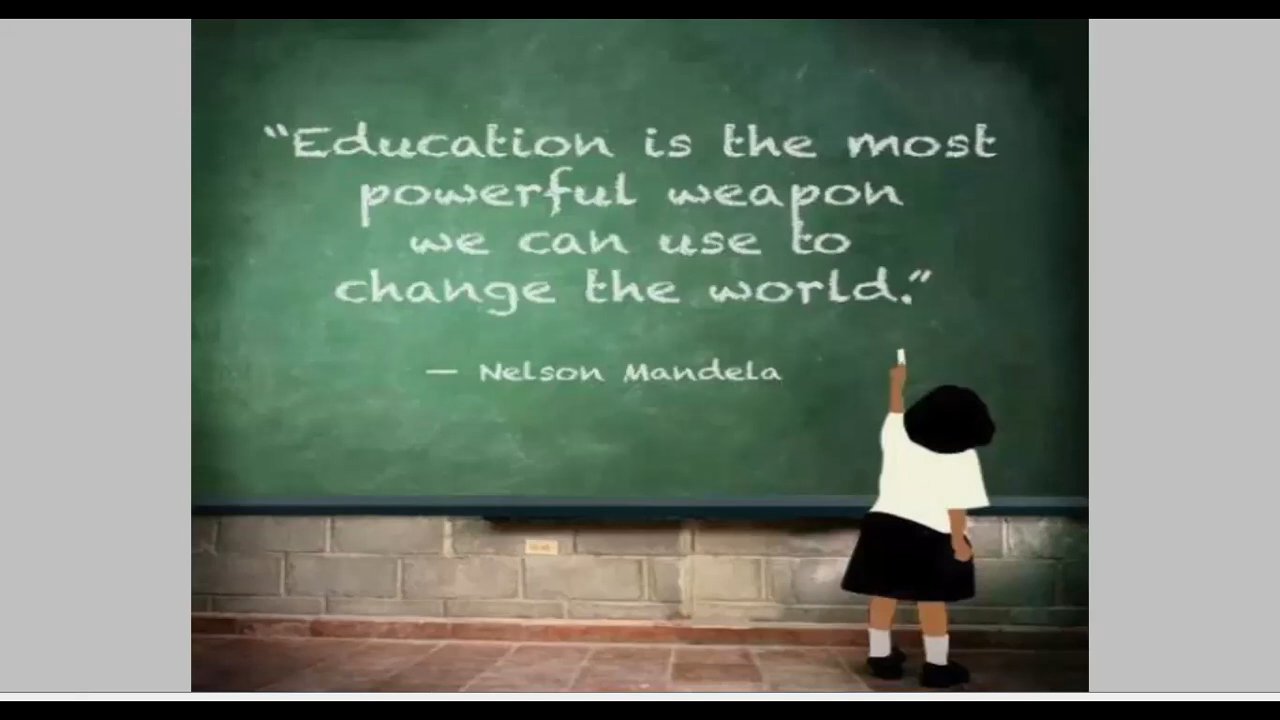 “Education is the most
powerful weapon
we can use to
change the world.”
— Nelson Mandela